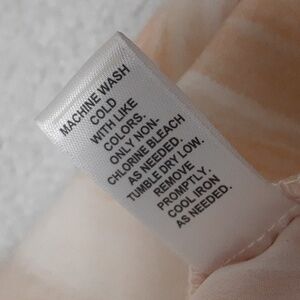 MACHINE WASH
COLD
WITH LIKE
COLORS.
ONLY NON-
CHLORINE BLEACH
AS NEEDED.
TUMBLE DRY LOW.
REMOVE
PROMPTLY.
COOL IRON
AS NEEDED.